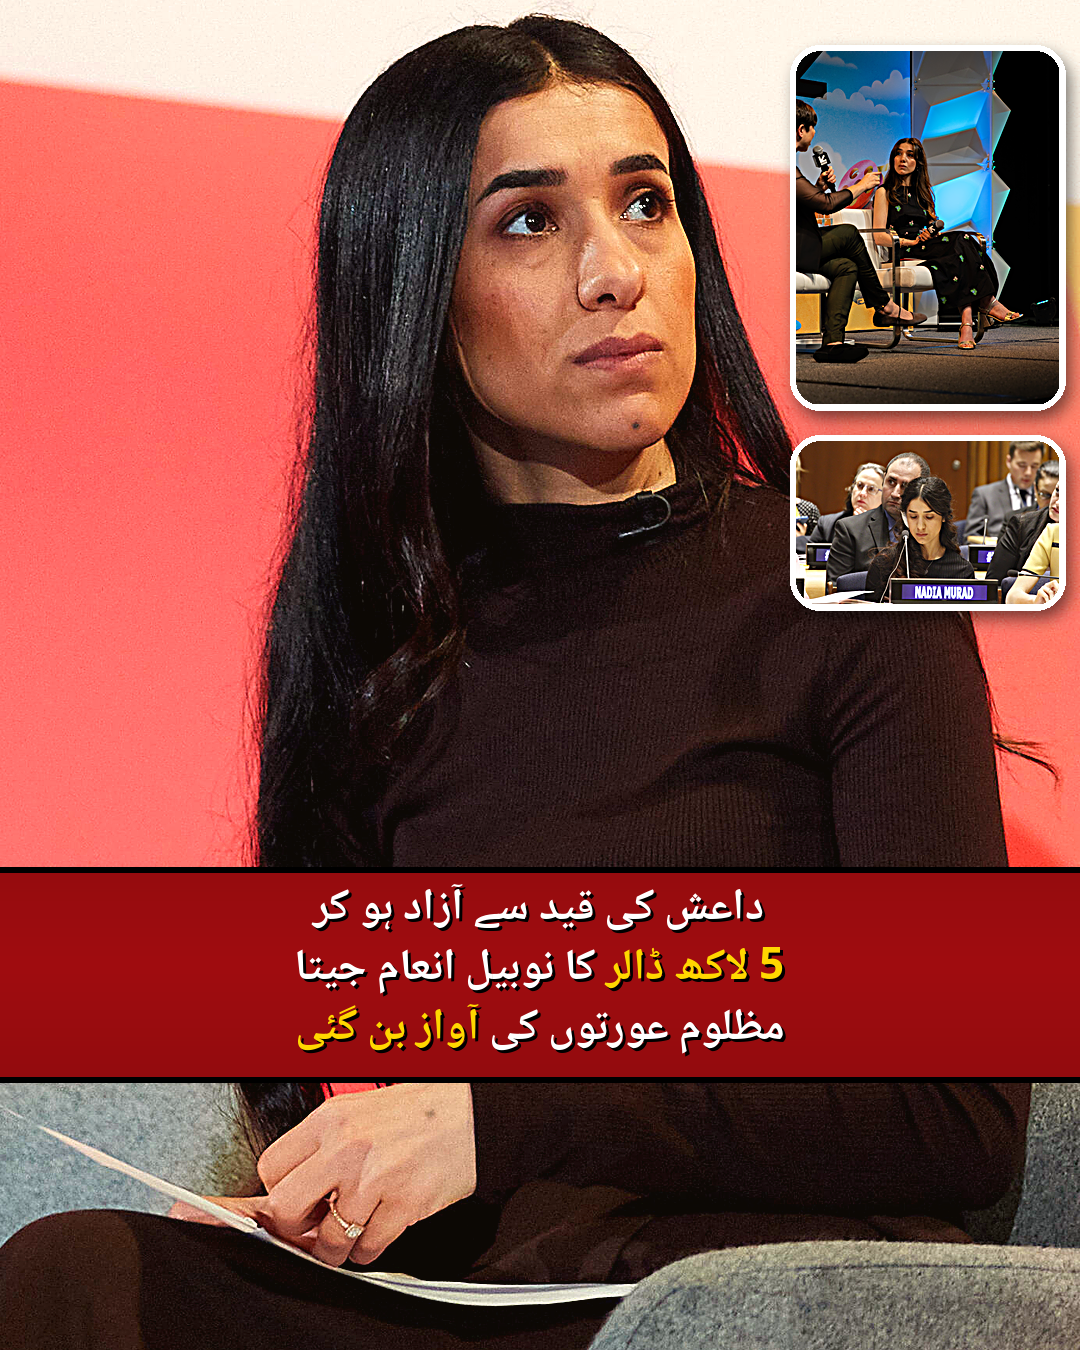 NADIA MURAD
داعش کی قید سے آزاد ہو کر
5 لاکھ ڈالر کا نوبیل انعام جیتا
مظلوم عورتوں کی آواز بن گئی